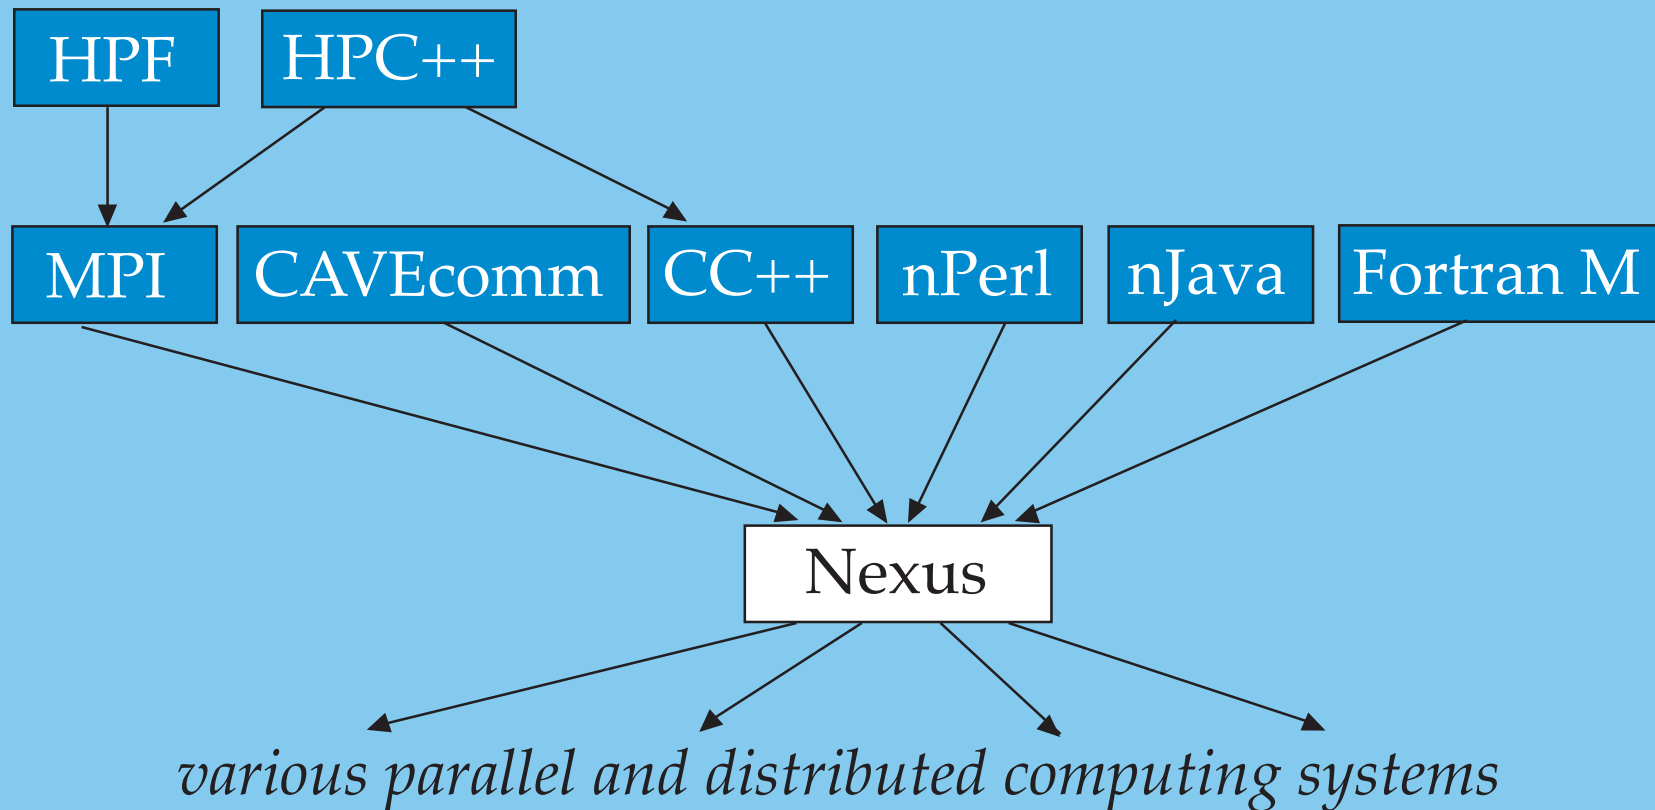 HPF
HPC++
MPI
CAVEcomm
CC++
nPerl
nJava
Fortran M
Nexus
various parallel and distributed computing systems